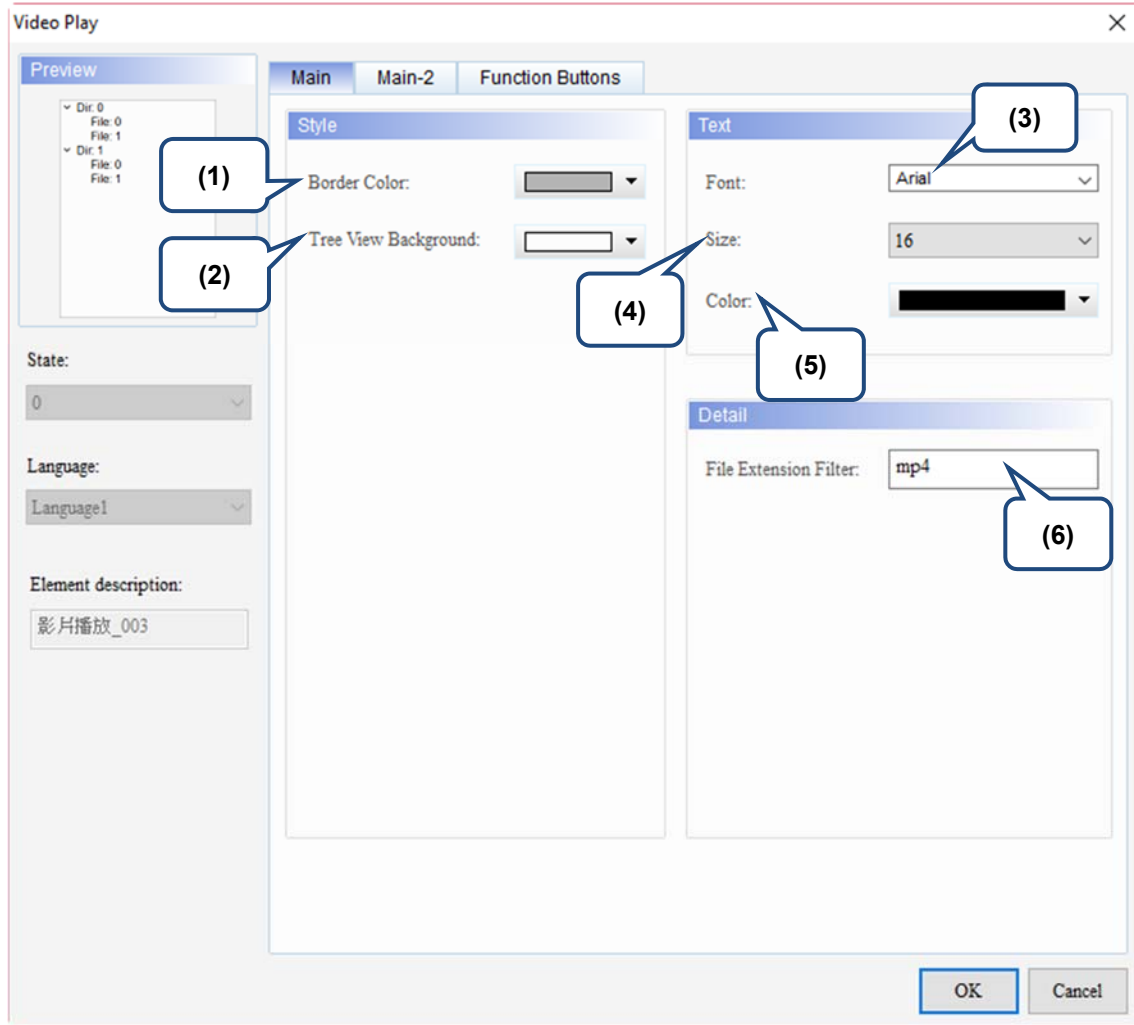 Video Play
Preview
Dir. 0
File: 0
File: 1
Dir. 1
File: 0
File: 1
State:
0
Language:
Language1
Element description:
影片播放_003
Main Main-2 Function Buttons
Style
(1)
Border Color:
(2)
Tree View Background:
Text
(3)
Font: Arial
(4)
Size: 16
(5)
Color:
Detail
File Extension Filter: mp4
(6)
OK Cancel